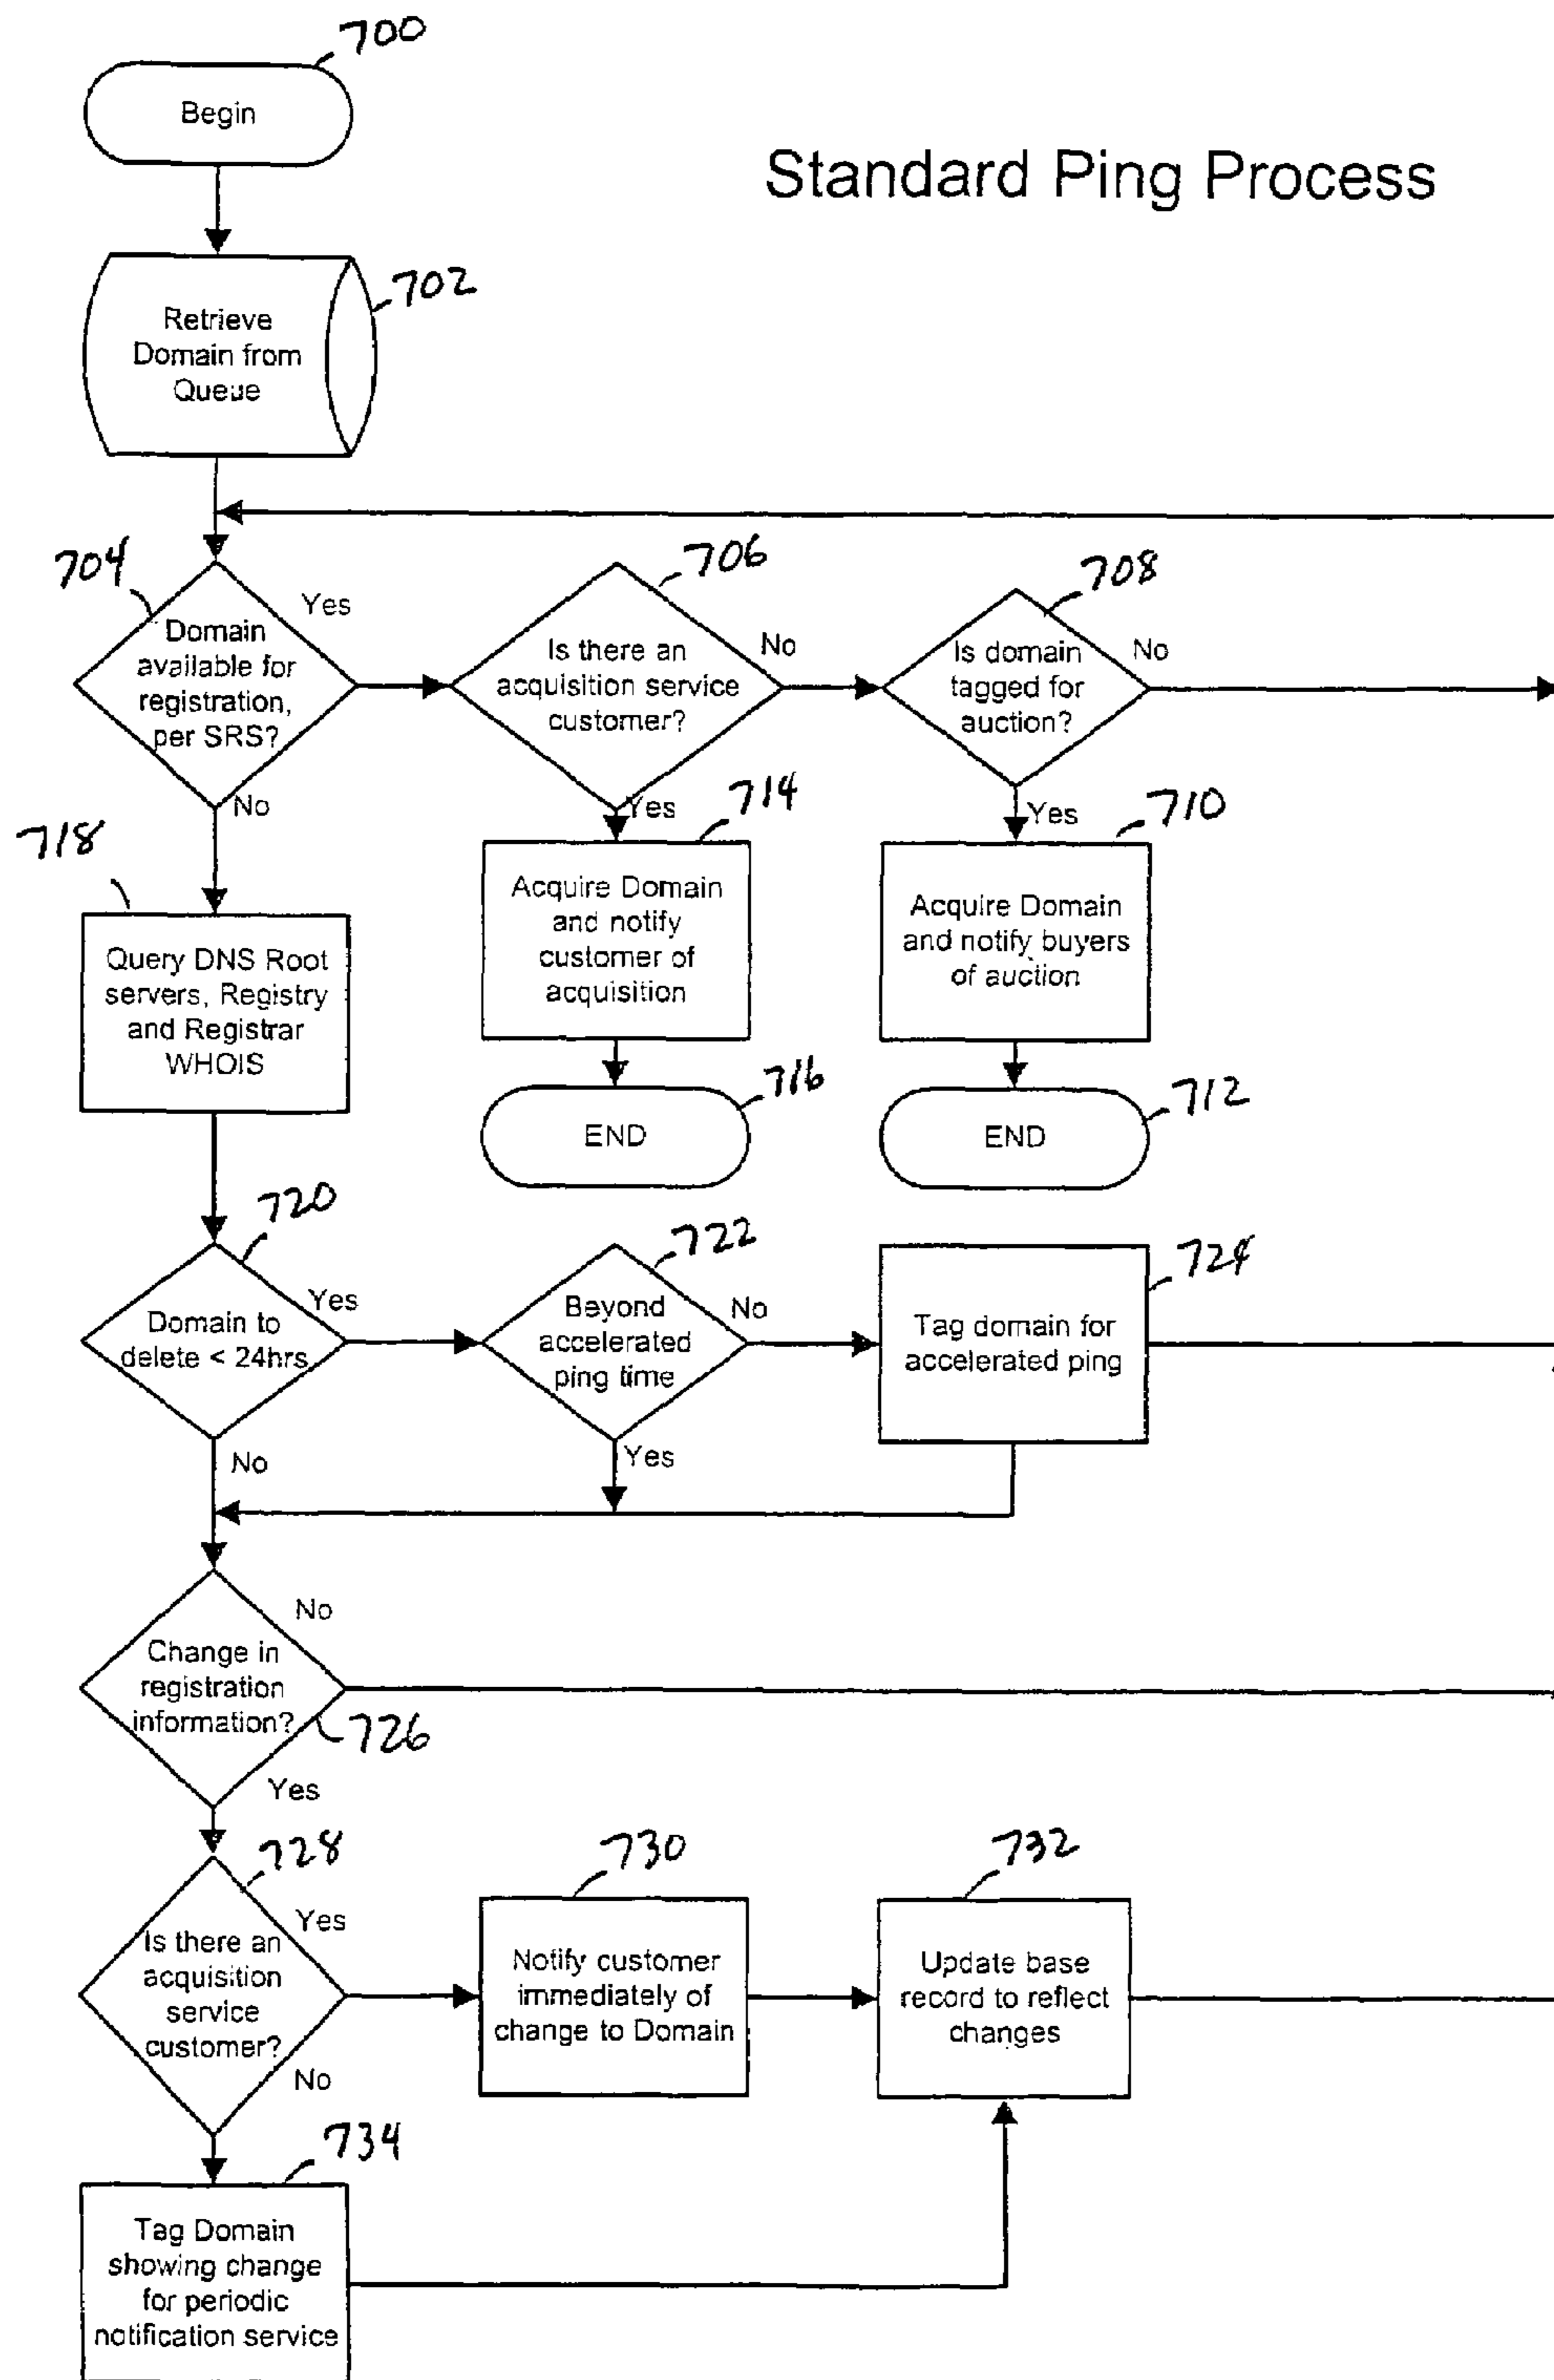 700
Begin
Standard Ping Process
702
Retrieve
Domain from
Queue
704
Yes
Domain
available for
registration,
per SRS?
No
706
Is there an
acquisition service
customer?
No
Yes
708
Is domain
tagged for
auction?
No
Yes
718
Query DNS Root
servers, Registry
and Registrar
WHOIS
714
Acquire Domain
and notify
customer of
acquisition
710
Acquire Domain
and notify buyers
of auction
716
END
712
END
720
Yes
Domain to
delete < 24hrs
No
722
Beyond
accelerated
ping time
No
Yes
724
Tag domain for
accelerated ping
No
Change in
registration
information?
726
Yes
728
Yes
Is there an
acquisition
service
customer?
No
730
Notify customer
immediately of
change to Domain
732
Update base
record to reflect
changes
734
Tag Domain
showing change
for periodic
notification service